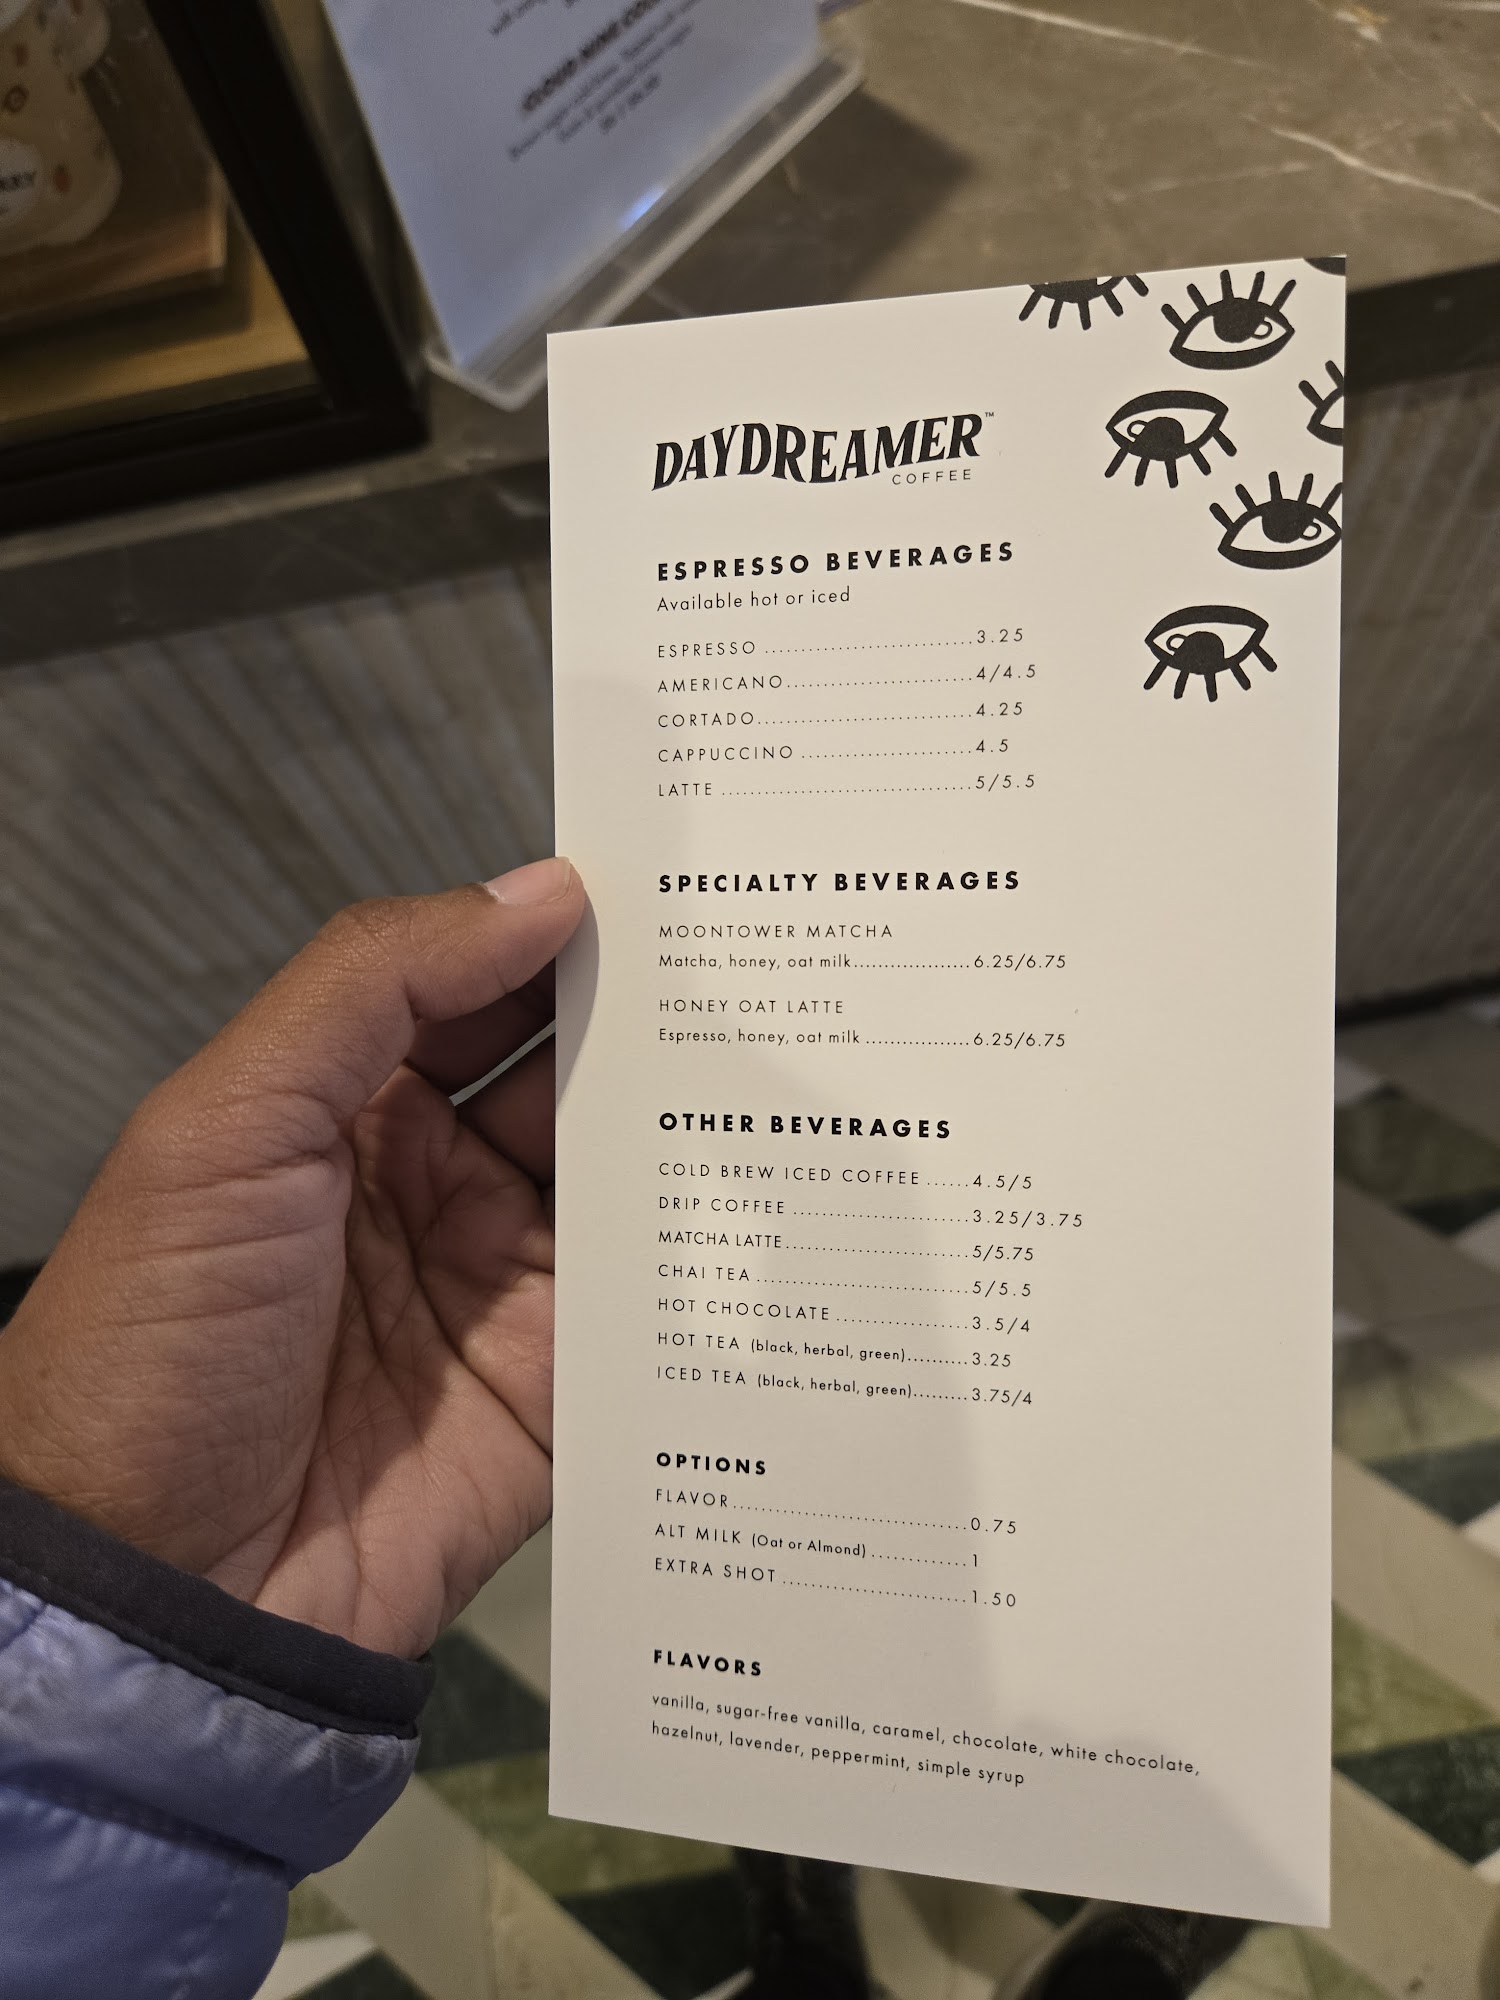 CLOUD NINE
DAYDREAMER™
COFFEE
ESPRESSO BEVERAGES
Available hot or iced
ESPRESSO ............................3.25
AMERICANO..........................4/4.5
CORTADO..............................4.25
CAPPUCCINO .......................4.5
LATTE ..................................5/5.5
SPECIALTY BEVERAGES
MOONTOWER MATCHA
Matcha, honey, oat milk...................6.25/6.75
HONEY OAT LATTE
Espresso, honey, oat milk .................6.25/6.75
OTHER BEVERAGES
COLD BREW ICED COFFEE ......4.5/5
DRIP COFFEE ........................3.25/3.75
MATCHA LATTE.........................5/5.75
CHAI TEA .............................5/5.5
HOT CHOCOLATE ..................3.5/4
HOT TEA (black, herbal, green)..........3.25
ICED TEA (black, herbal, green).........3.75/4
OPTIONS
FLAVOR................................0.75
ALT MILK (Oat or Almond) .............1
EXTRA SHOT .........................1.50
FLAVORS
vanilla, sugar-free vanilla, caramel, chocolate, white chocolate,
hazelnut, lavender, peppermint, simple syrup